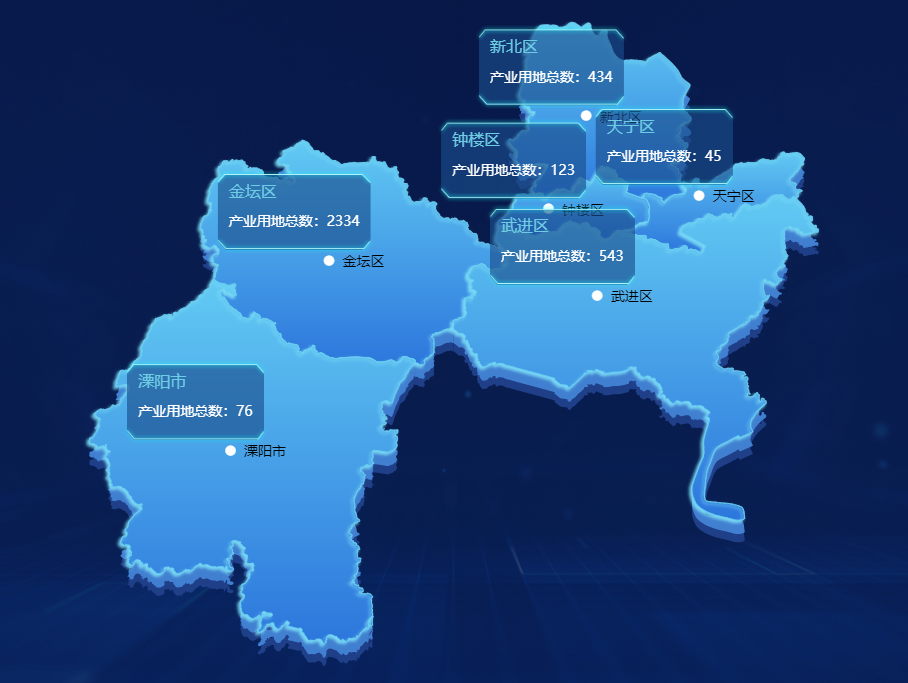 新北区
产业用地总数：434
新北区
天宁区
产业用地总数：45
天宁区
钟楼区
产业用地总数：123
钟楼区
金坛区
产业用地总数：2334
金坛区
武进区
产业用地总数：543
武进区
溧阳市
产业用地总数：76
溧阳市